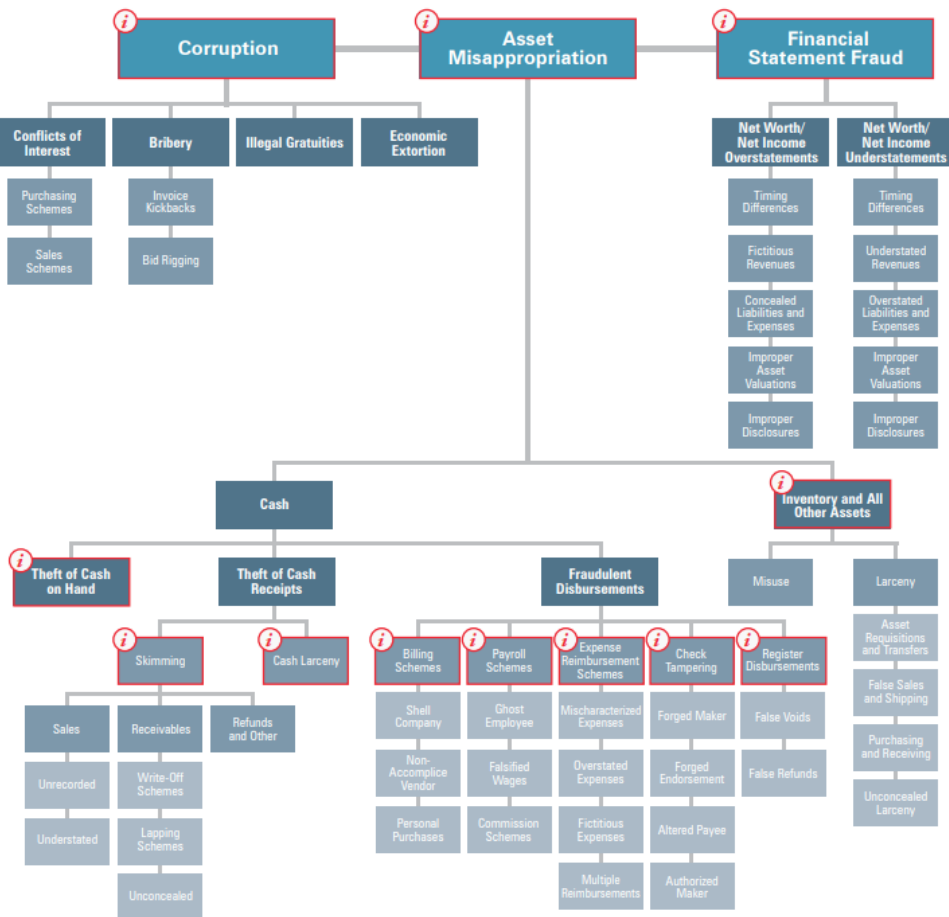 i
Corruption
i
Asset
Misappropriation
i
Financial
Statement Fraud
Conflicts of
Interest
Bribery
Illegal Gratuities
Economic
Extortion
Net Worth/
Net Income
Overstatements
Net Worth/
Net Income
Understatements
Purchasing
Schemes
Invoice
Kickbacks
Timing
Differences
Timing
Differences
Sales
Schemes
Bid Rigging
Fictitious
Revenues
Understated
Revenues
Concealed
Liabilities and
Expenses
Overstated
Liabilities and
Expenses
Improper
Asset
Valuations
Improper
Asset
Valuations
Improper
Disclosures
Improper
Disclosures
Cash
i
Inventory and All
Other Assets
i
Theft of Cash
on Hand
Theft of Cash
Receipts
Fraudulent
Disbursements
Misuse
Larceny
i
Skimming
i
Cash Larceny
i
Billing
Schemes
i
Payroll
Schemes
i
Expense
Reimbursement
Schemes
i
Check
Tampering
i
Register
Disbursements
Asset
Requisitions
and Transfers
Sales
Receivables
Refunds
and Other
Shell
Company
Ghost
Employee
Mischaracterized
Expenses
Forged Maker
False Voids
False Sales
and Shipping
Unrecorded
Write-Off
Schemes
Non-
Accomplice
Vendor
Falsified
Wages
Overstated
Expenses
Forged
Endorsement
False Refunds
Purchasing
and Receiving
Understated
Lapping
Schemes
Personal
Purchases
Commission
Schemes
Fictitious
Expenses
Altered Payee
Unconcealed
Larceny
Unconcealed
Multiple
Reimbursements
Authorized
Maker